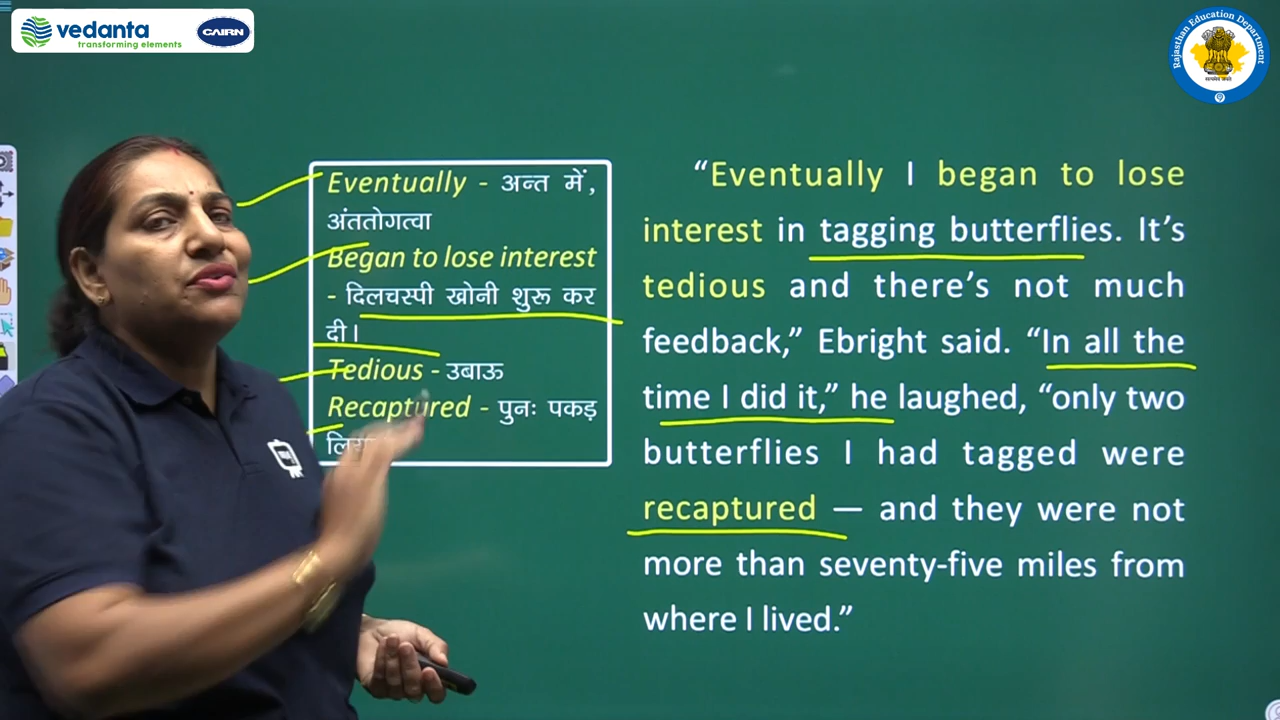 vedanta
transforming elements
CAIRN
Rajasthan Education Department
Eventually - अन्त में,
अंततोगत्वा
Began to lose interest
- दिलचस्पी खोनी शुरू कर
दी।
Tedious - उबाऊ
Recaptured - पुनः पकड़
“Eventually I began to lose
interest in tagging butterflies. It’s
tedious and there’s not much
feedback,” Ebright said. “In all the
time I did it,” he laughed, “only two
butterflies I had tagged were
recaptured — and they were not
more than seventy-five miles from
where I lived.”